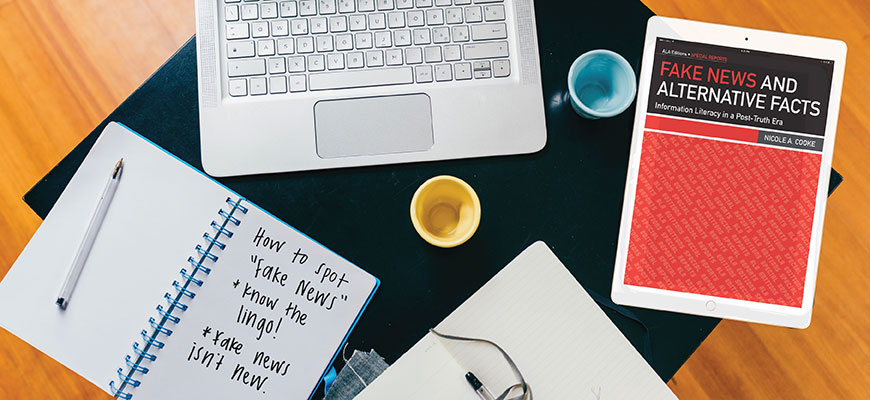 How to spot
"Fake News"
*Know the
lingo!
*Fake news
isn't new.
ALA Editions • SPECIAL REPORTS
FAKE NEWS AND
ALTERNATIVE FACTS
Information Literacy in a Post-Truth Era
NICOLE A. COOKE